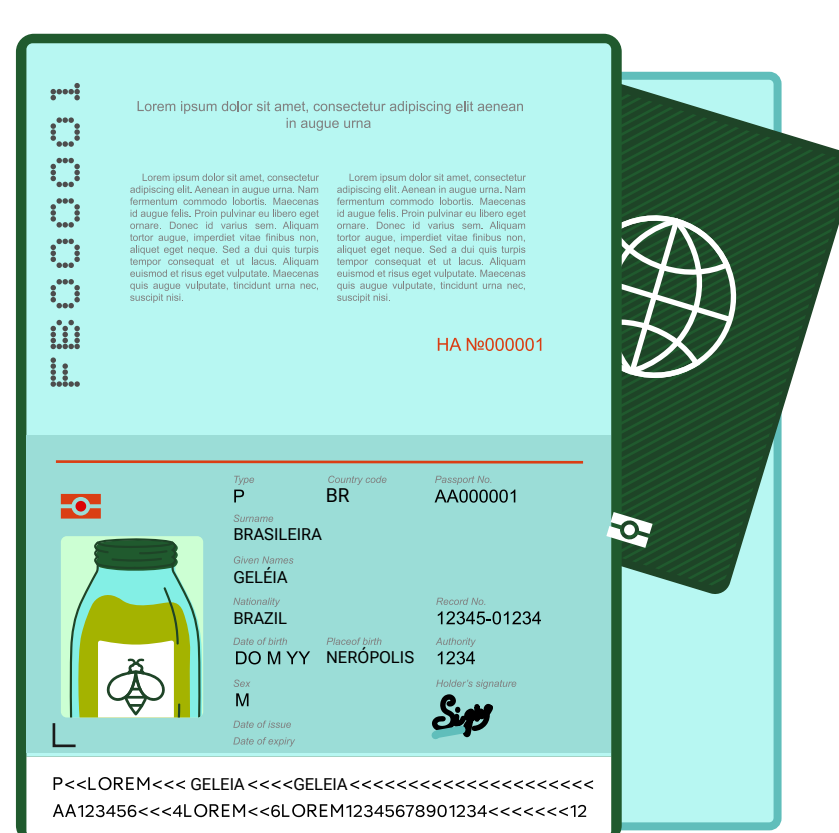 FE00001
Lorem ipsum dolor sit amet, consectetur adipiscing elit aenean
in augue urna
Lorem ipsum dolor sit amet, consectetur
adipiscing elit. Aenean in augue urna. Nam
fermentum commodo lobortis. Maecenas
id augue felis. Proin pulvinar eu libero eget
ornare. Donec id varius sem. Aliquam
tortor augue, imperdiet vitae finibus non,
aliquet eget neque. Sed a dui quis turpis
tempor consequat et ut lacus. Aliquam
euismod et risus eget vulputate. Maecenas
quis augue vulputate, tincidunt urna nec,
suscipit nisi.
Lorem ipsum dolor sit amet, consectetur
adipiscing elit. Aenean in augue urna. Nam
fermentum commodo lobortis. Maecenas
id augue felis. Proin pulvinar eu libero eget
ornare. Donec id varius sem. Aliquam
tortor augue, imperdiet vitae finibus non,
aliquet eget neque. Sed a dui quis turpis
tempor consequat et ut lacus. Aliquam
euismod et risus eget vulputate. Maecenas
quis augue vulputate, tincidunt urna nec,
suscipit nisi.
HA №000001
Type Country code Passport No.
P BR AA000001
Surname
BRASILEIRA
Given Names
GELÉIA
Nationality Record No.
BRAZIL 12345-01234
Date of birth Placeof birth Authority
DO M YY NERÓPOLIS 1234
Sex Holder's signature
M
Date of issue
Date of expiry
P<<LOREM<<< GELEIA<<<<GELEIA<<<<<<<<<<<<<<<<<<<<<
AA123456<<<4LOREM<<6LOREM12345678901234<<<<<<<12